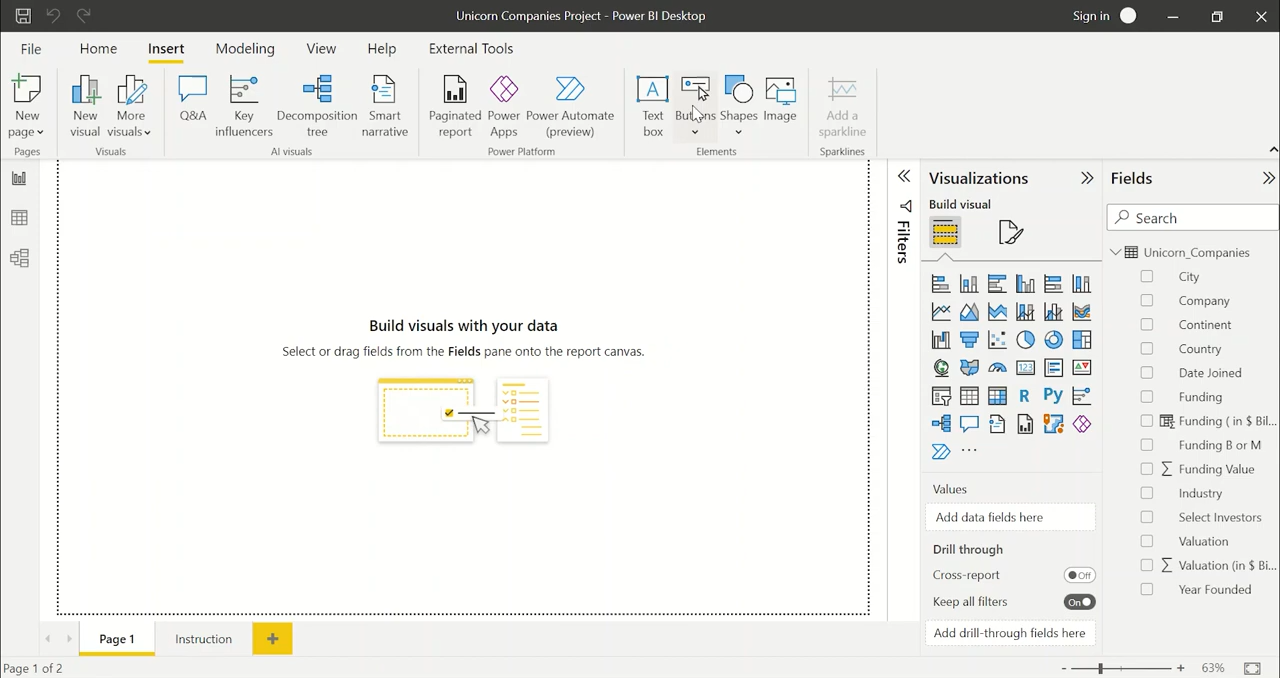 Unicorn Companies Project - Power BI Desktop
Sign in
File Home Insert Modeling View Help External Tools
New page
New visual
More visuals
Q&A
Key influencers
Decomposition tree
Smart narrative
Paginated report
Power Apps
Power Automate (preview)
A
Text box
Buttons
Shapes
Image
Add a sparkline
Pages
Visuals
AI visuals
Power Platform
Elements
Sparklines
Build visuals with your data
Select or drag fields from the Fields pane onto the report canvas.
Filters
Visualizations
Build visual
123
R
Py
Values
Add data fields here
Drill through
Cross-report
Off
Keep all filters
On
Add drill-through fields here
Fields
Search
Unicorn_Companies
City
Company
Continent
Country
Date Joined
Funding
Funding ( in $ Bil...
Funding B or M
Funding Value
Industry
Select Investors
Valuation
Valuation (in $ Bi...
Year Founded
Page 1
Instruction
Page 1 of 2
63%